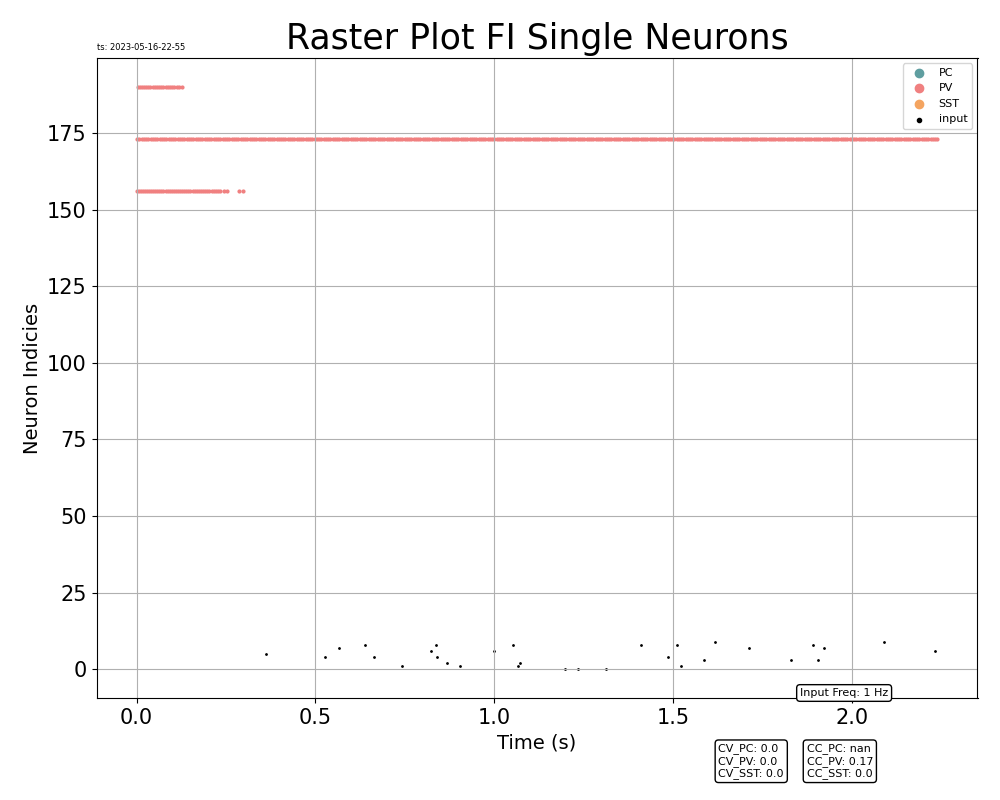 Raster Plot FI Single Neurons
ts: 2023-05-16-22-55
PC
PV
SST
input
175
150
125
100
75
50
25
0
Neuron Indicies
0.0 0.5 1.0 1.5 2.0
Time (s)
Input Freq: 1 Hz
CV_PC: 0.0
CV_PV: 0.0
CV_SST: 0.0
CC_PC: nan
CC_PV: 0.17
CC_SST: 0.0